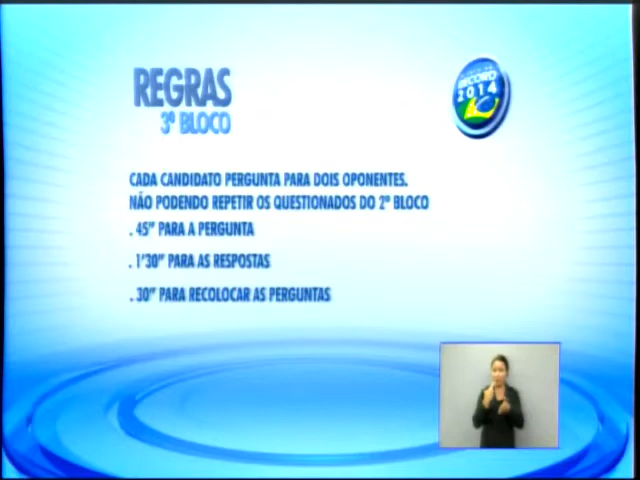 REGRAS
3º BLOCO
RECORD
2014
CADA CANDIDATO PERGUNTA PARA DOIS OPONENTES.
NÃO PODENDO REPETIR OS QUESTIONADOS DO 2º BLOCO
. 45" PARA A PERGUNTA
. 1'30" PARA AS RESPOSTAS
. 30" PARA RECOLOCAR AS PERGUNTAS